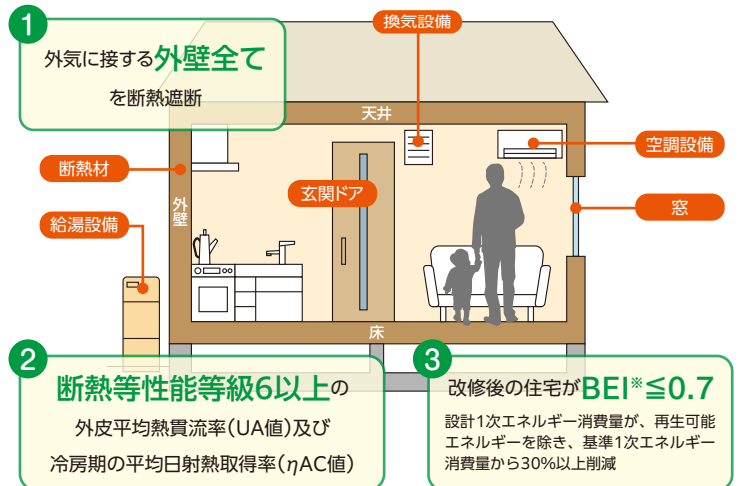 1
外気に接する外壁全て
を断熱遮断
換気設備
天井
空調設備
断熱材
玄関ドア
外壁
窓
給湯設備
床
2
断熱等性能等級6以上の
外皮平均熱貫流率(UA値)及び
冷房期の平均日射熱取得率(ηAC値)
3
改修後の住宅がBEI※≦0.7
設計1次エネルギー消費量が、再生可能
エネルギーを除き、基準1次エネルギー
消費量から30%以上削減